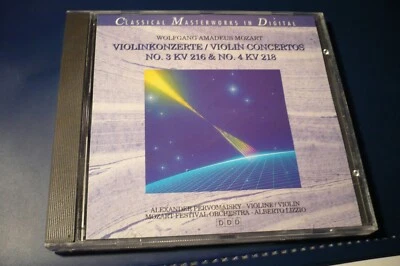 CLASSICAL MASTERWORKS IN DIGITAL
WOLFGANG AMADEUS MOZART
VIOLINKONZERTE / VIOLIN CONCERTOS
NO. 3 KV 216 & NO. 4 KV 218
ALEXANDER PERVOMAISKY - VIOLINE / VIOLIN
MOZART FESTIVAL ORCHESTRA - ALBERTO LIZZIO
D D D